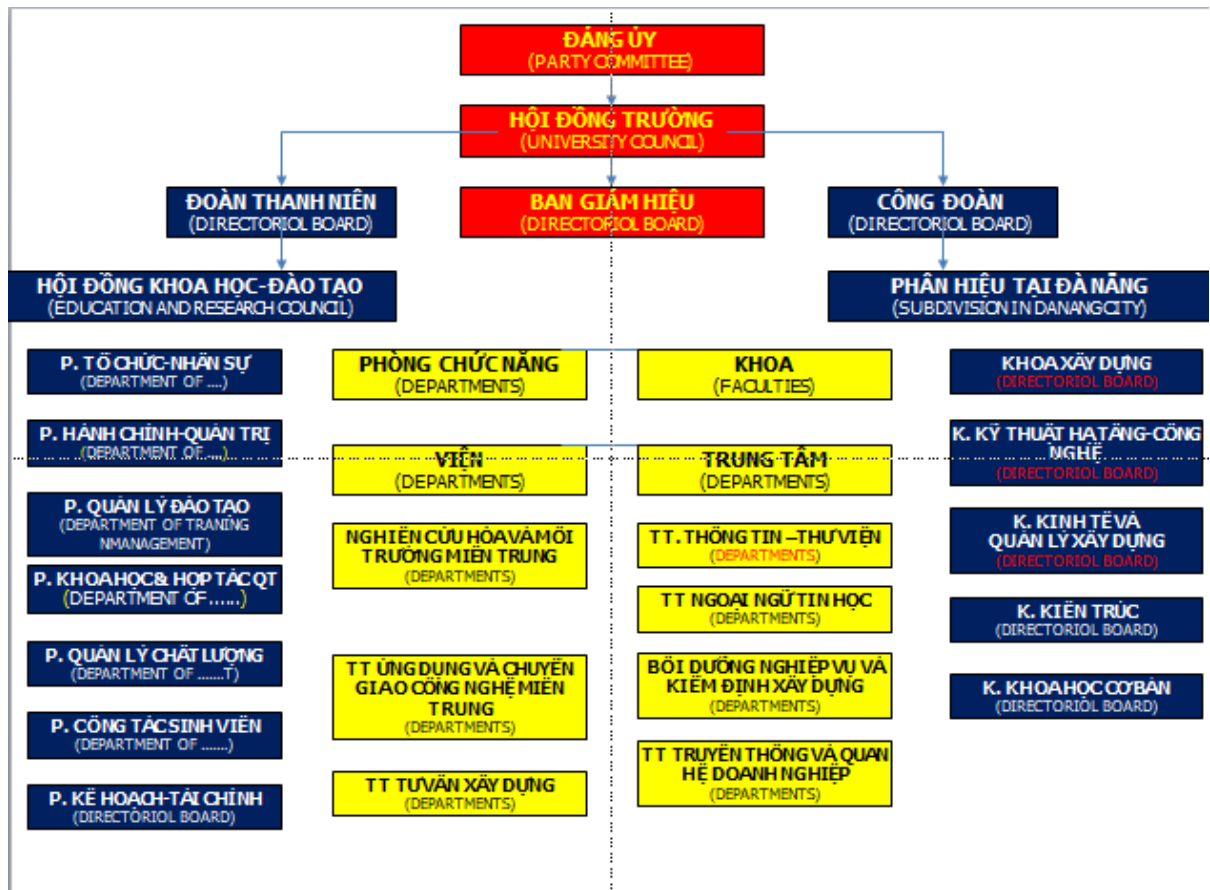 ĐẢNG ỦY
(PARTY COMMITTEE)
HỘI ĐỒNG TRƯỜNG
(UNIVERSITY COUNCIL)
ĐOÀN THANH NIÊN
(DIRECTORIOL BOARD)
BAN GIÁM HIỆU
(DIRECTORIOL BOARD)
CÔNG ĐOÀN
(DIRECTORIOL BOARD)
HỘI ĐỒNG KHOA HỌC-ĐÀO TẠO
(EDUCATION AND RESEARCH COUNCIL)
PHÂN HIỆU TẠI ĐÀ NẴNG
(SUBDIVISION IN DANANG CITY)
P. TỔ CHỨC-NHÂN SỰ
(DEPARTMENT OF ....)
P. HÀNH CHÍNH-QUẢN TRỊ
(DEPARTMENT OF ....)
P. QUẢN LÝ ĐÀO TẠO
(DEPARTMENT OF TRANING
NMANAGEMENT)
P. KHOA HỌC & HỢP TÁC QT
(DEPARTMENT OF ......)
P. QUẢN LÝ CHẤT LƯỢNG
(DEPARTMENT OF .......T)
P. CÔNG TÁC SINH VIÊN
(DEPARTMENT OF .......)
P. KẾ HOẠCH-TÀI CHÍNH
(DIRECTORIOL BOARD)
PHÒNG CHỨC NĂNG
(DEPARTMENTS)
VIỆN
(DEPARTMENTS)
NGHIÊN CỨU HÓA VÀ MÔI
TRƯỜNG MIỀN TRUNG
(DEPARTMENTS)
TT ỨNG DỤNG VÀ CHUYỂN
GIAO CÔNG NGHỆ MIỀN
TRUNG
(DEPARTMENTS)
TT TƯ VẤN XÂY DỰNG
(DEPARTMENTS)
KHOA
(FACULTIES)
TRUNG TÂM
(DEPARTMENTS)
TT. THÔNG TIN –THƯ VIỆN
(DEPARTMENTS)
TT NGOẠI NGỮ TIN HỌC
(DEPARTMENTS)
BỒI DƯỠNG NGHIỆP VỤ VÀ
KIỂM ĐỊNH XÂY DỰNG
(DEPARTMENTS)
TT TRUYỀN THÔNG VÀ QUAN
HỆ DOANH NGHIỆP
(DEPARTMENTS)
KHOA XÂY DỰNG
(DIRECTORIOL BOARD)
K. KỸ THUẬT HẠ TẦNG-CÔNG
NGHỆ
(DIRECTORIOL BOARD)
K. KINH TẾ VÀ
QUẢN LÝ XÂY DỰNG
(DIRECTORIOL BOARD)
K. KIẾN TRÚC
(DIRECTORIOL BOARD)
K. KHOA HỌC CƠ BẢN
(DIRECTORIOL BOARD)